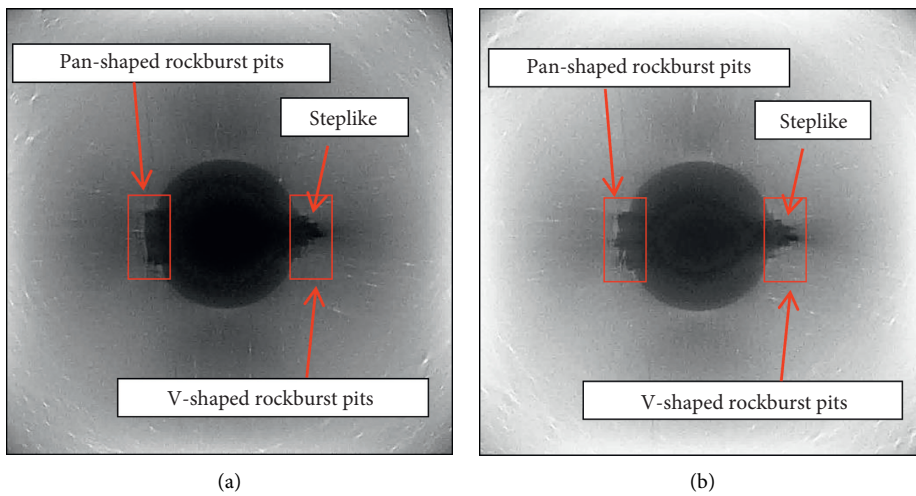 Pan-shaped rockburst pits
Steplike
V-shaped rockburst pits
(a)
Pan-shaped rockburst pits
Steplike
V-shaped rockburst pits
(b)